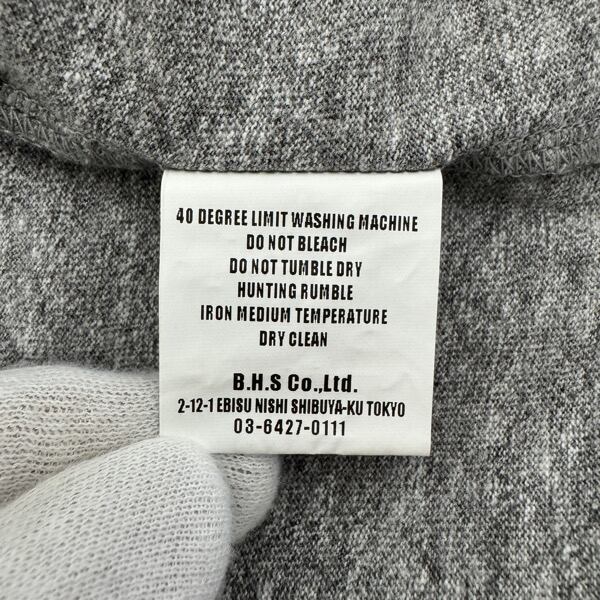 40 DEGREE LIMIT WASHING MACHINE
DO NOT BLEACH
DO NOT TUMBLE DRY
HUNTING RUMBLE
IRON MEDIUM TEMPERATURE
DRY CLEAN
B.H.S Co.,Ltd.
2-12-1 EBISU NISHI SHIBUYA-KU TOKYO
03-6427-0111